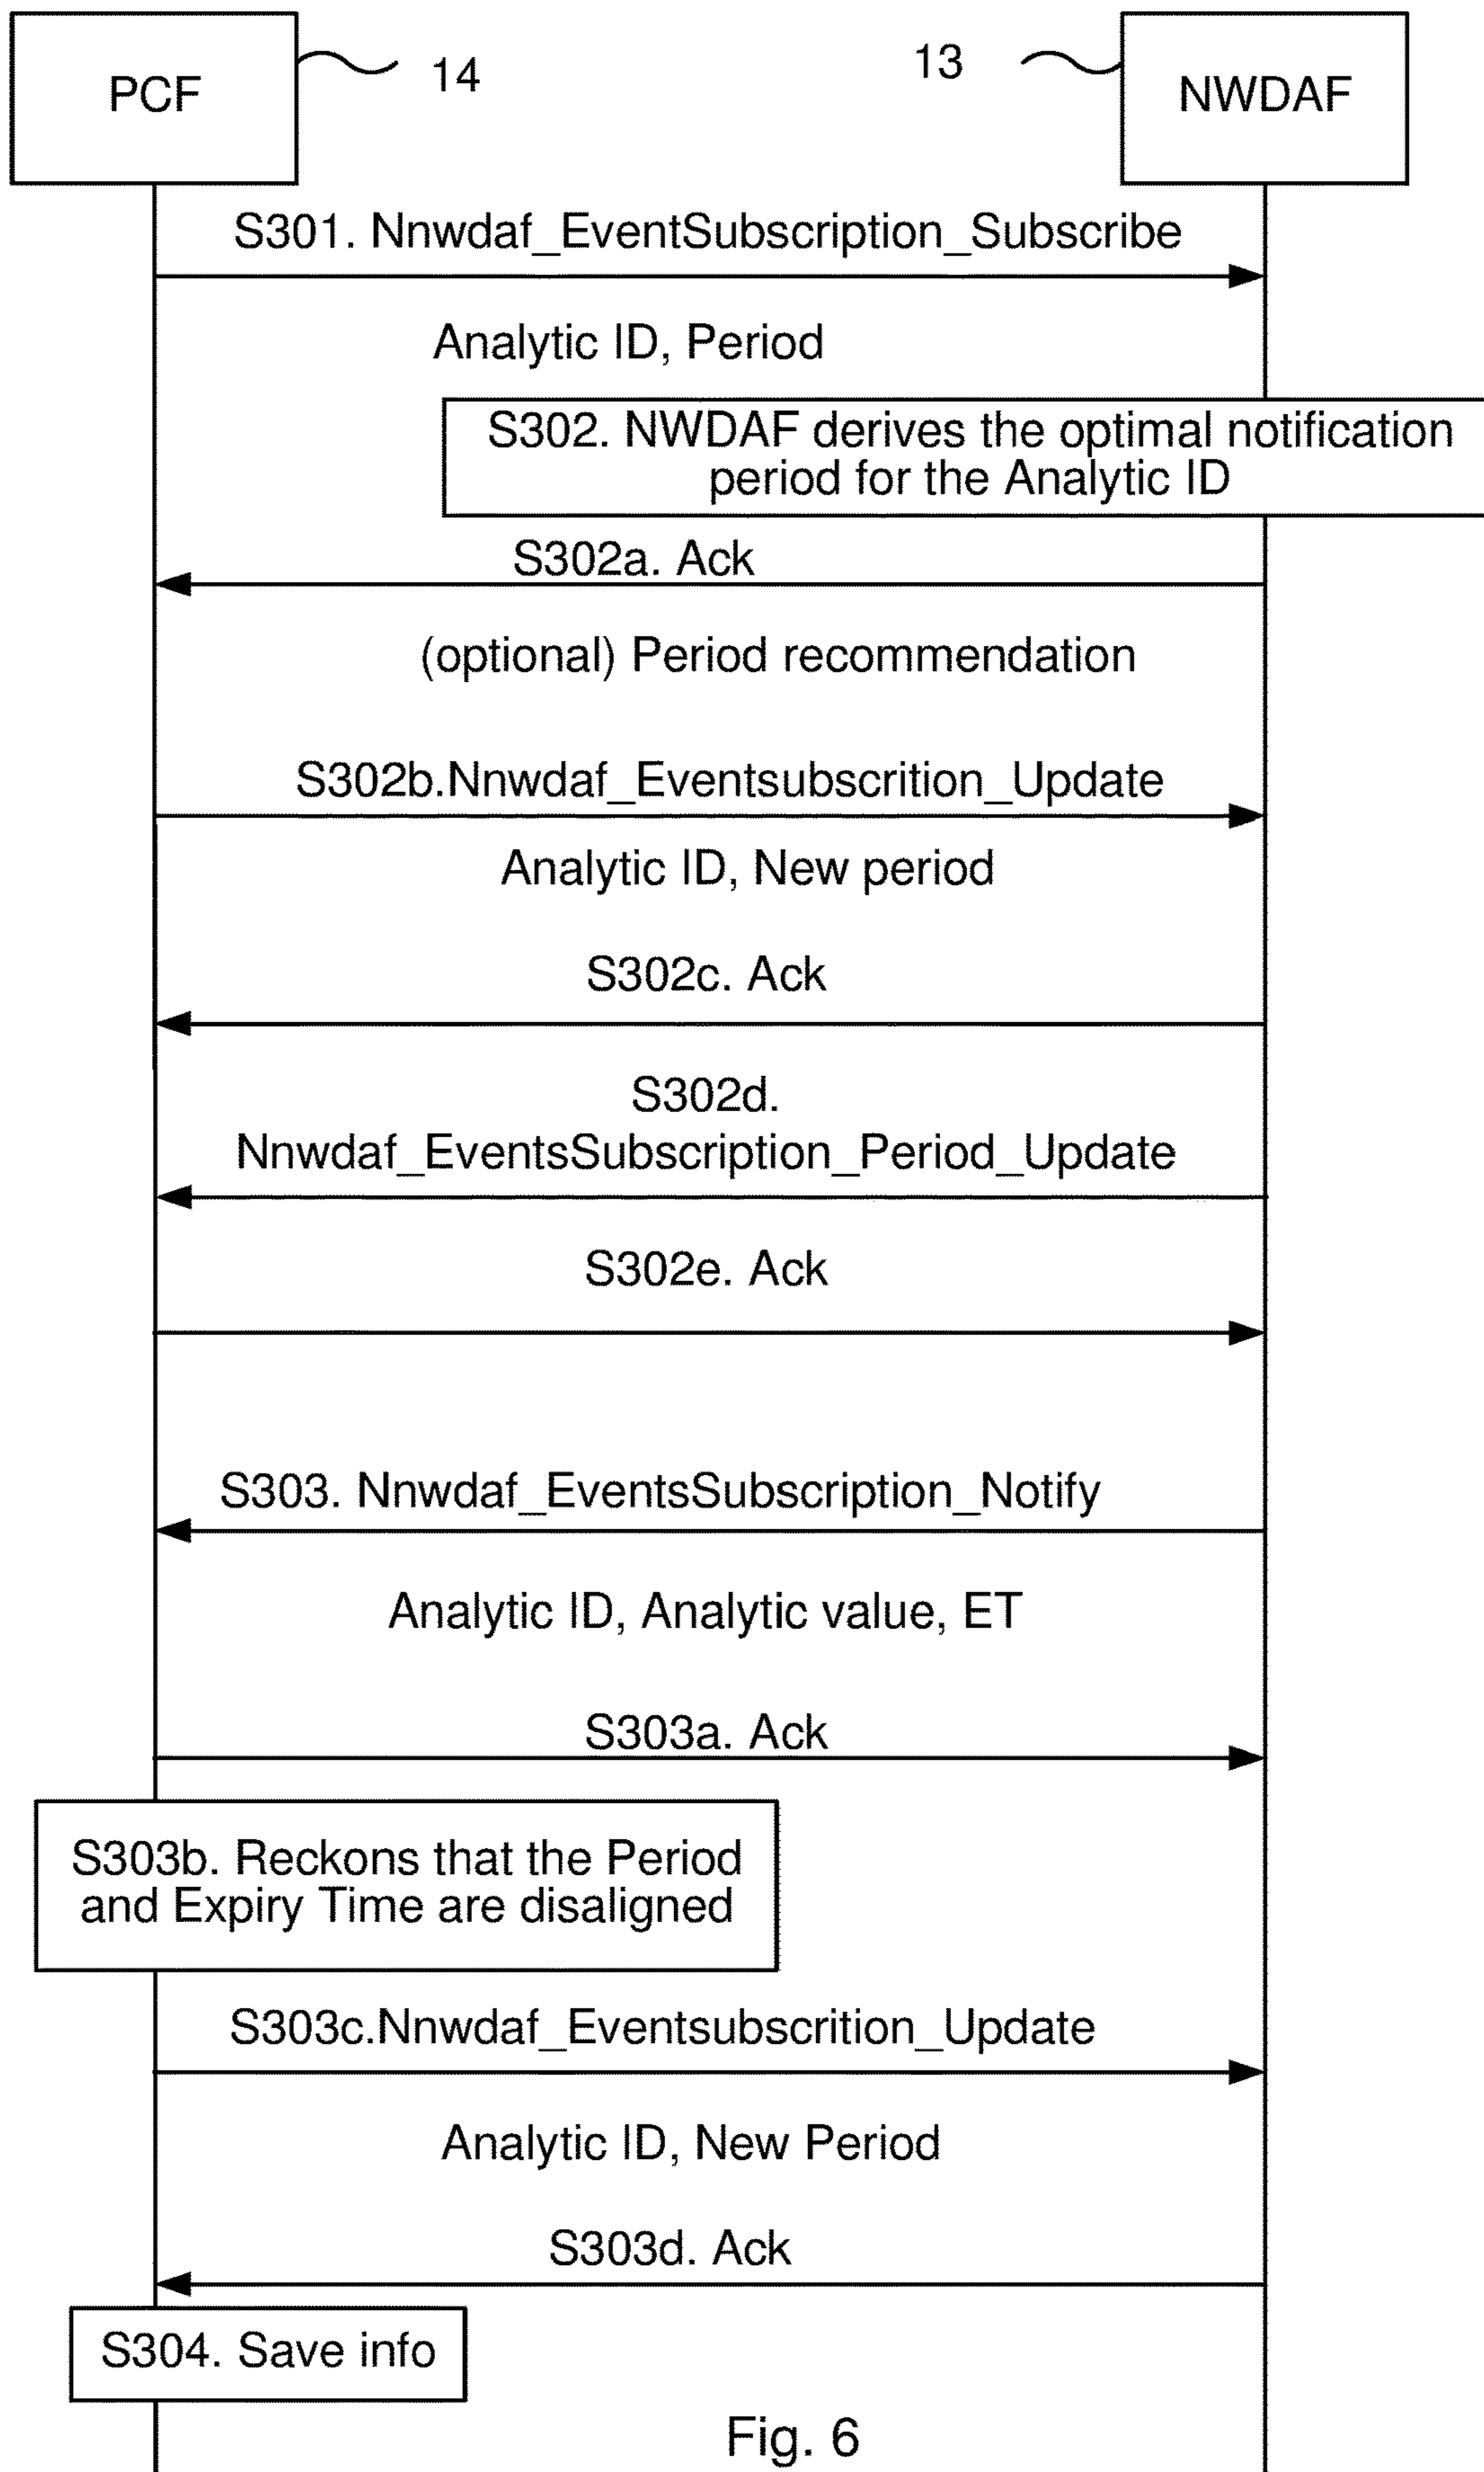 PCF
14
13
NWDAF
S301. Nnwdaf_EventSubscription_Subscribe
Analytic ID, Period
S302. NWDAF derives the optimal notification
period for the Analytic ID
S302a. Ack
(optional) Period recommendation
S302b.Nnwdaf_Eventsubscrition_Update
Analytic ID, New period
S302c. Ack
S302d.
Nnwdaf_EventsSubscription_Period_Update
S302e. Ack
S303. Nnwdaf_EventsSubscription_Notify
Analytic ID, Analytic value, ET
S303a. Ack
S303b. Reckons that the Period
and Expiry Time are disaligned
S303c.Nnwdaf_Eventsubscrition_Update
Analytic ID, New Period
S303d. Ack
S304. Save info
Fig. 6